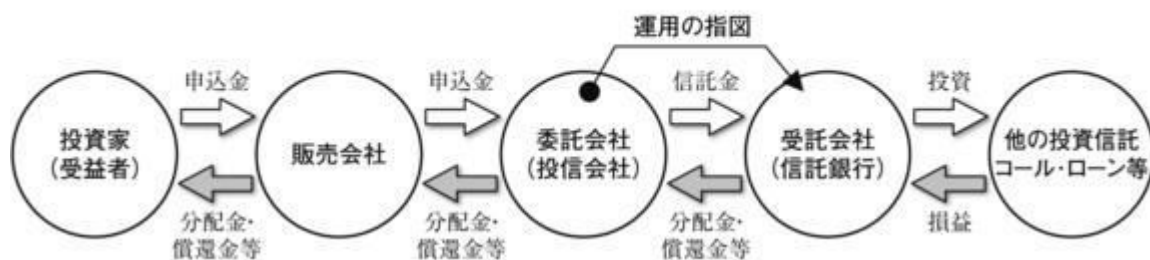 運用の指図
申込金
申込金
信託金
投資
投資家
(受益者)
販売会社
委託会社
(投信会社)
受託会社
(信託銀行)
他の投資信託
コール・ローン等
分配金・
償還金等
分配金・
償還金等
分配金・
償還金等
損益